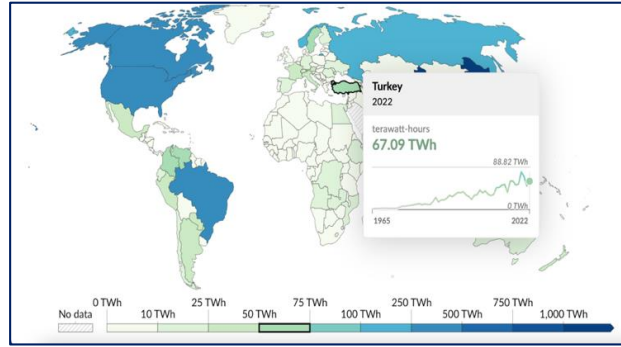 Turkey
2022
terawatt-hours
67.09 TWh
88.82 TWh
0 TWh
1965 2022
0 TWh 25 TWh 75 TWh 250 TWh 750 TWh
No data 10 TWh 50 TWh 100 TWh 500 TWh 1,000 TWh